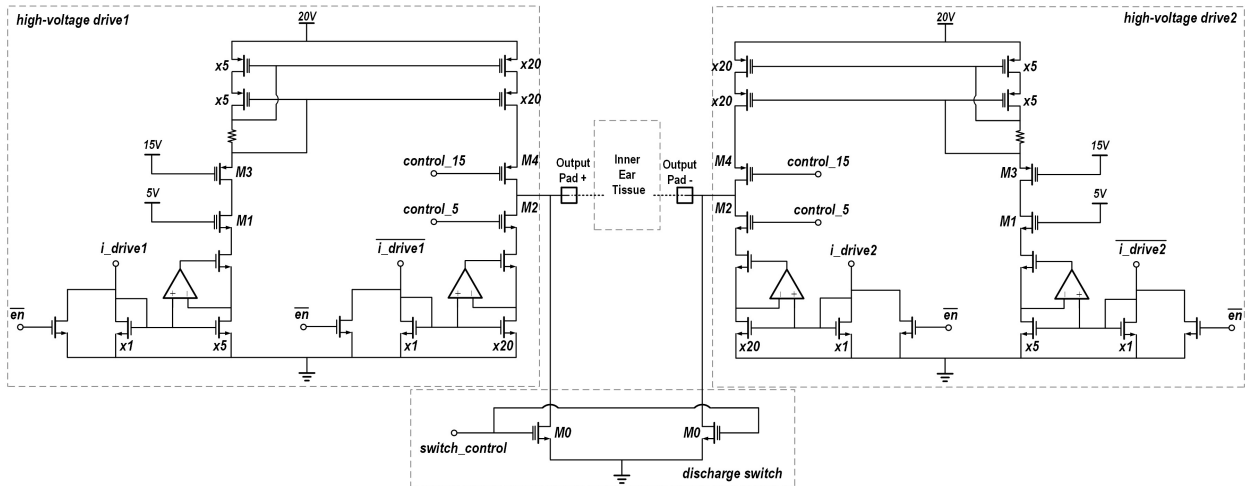 high-voltage drive1
20V
x5
x20
x5
x20
15V
M3
control_15
M4
5V
M1
control_5
M2
i_drive1
i_drive1
en
en
+
-
+
-
x1
x5
x1
x20
Output
Pad +
Inner
Ear
Tissue
Output
Pad -
high-voltage drive2
20V
x20
x5
x20
x5
M4
control_15
15V
M3
M2
control_5
5V
M1
i_drive2
i_drive2
en
en
-
+
-
+
x20
x1
x5
x1
switch_control
M0
M0
discharge switch